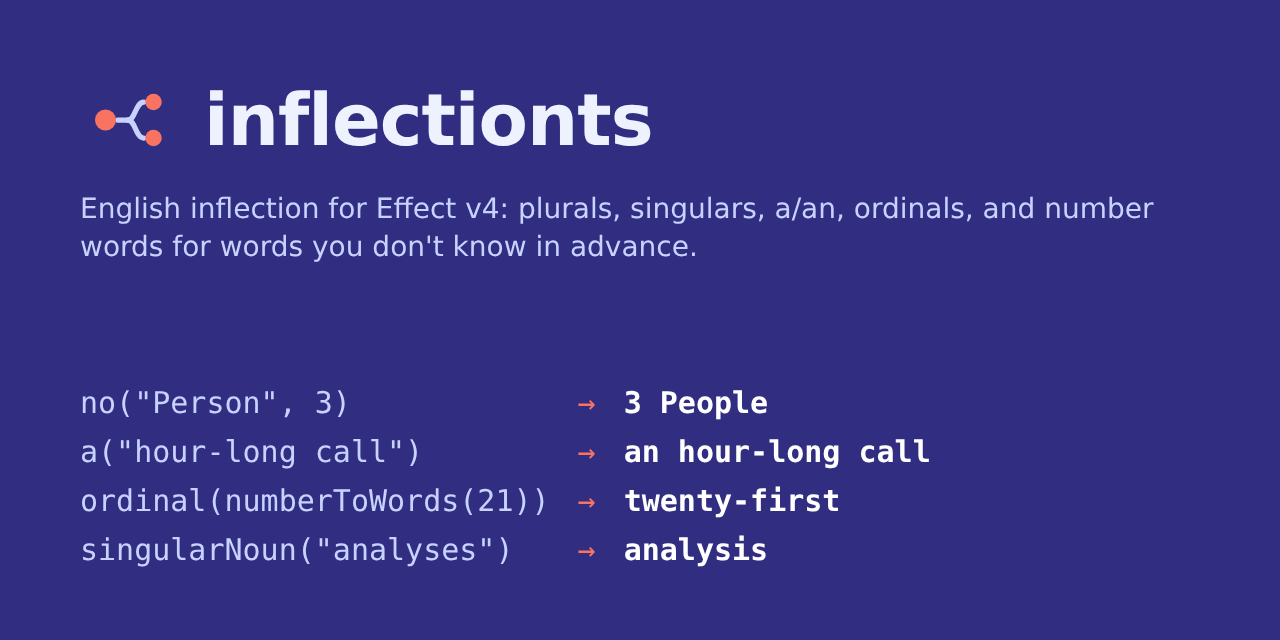 inflectionts
English inflection for Effect v4: plurals, singulars, a/an, ordinals, and number
words for words you don't know in advance.
no("Person", 3) → 3 People
a("hour-long call") → an hour-long call
ordinal(numberToWords(21)) → twenty-first
singularNoun("analyses") → analysis